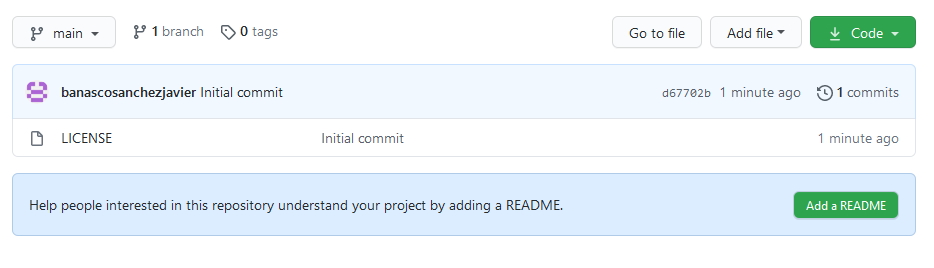 main 1 branch 0 tags Go to file Add file Code
banascosanchezjavier Initial commit d67702b 1 minute ago 1 commits
LICENSE Initial commit 1 minute ago
Help people interested in this repository understand your project by adding a README. Add a README